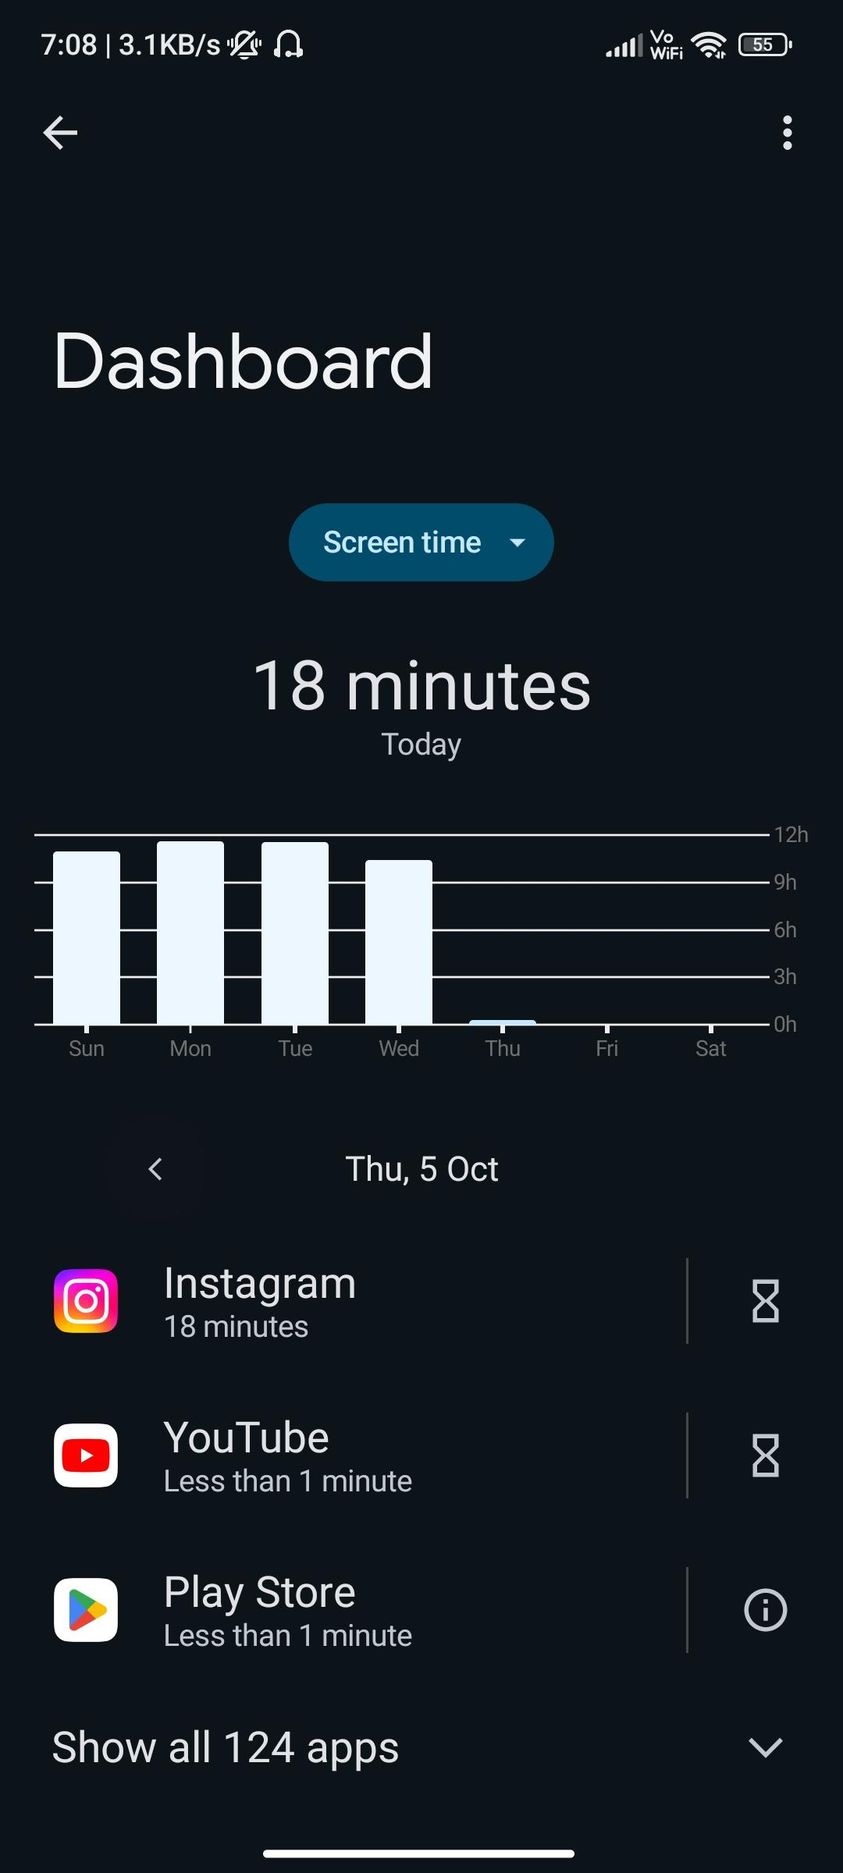 7:08 | 3.1KB/s Vo WiFi 55
Dashboard
Screen time
18 minutes
Today
12h
9h
6h
3h
0h
Sun Mon Tue Wed Thu Fri Sat
Thu, 5 Oct
Instagram
18 minutes
YouTube
Less than 1 minute
Play Store
Less than 1 minute
Show all 124 apps